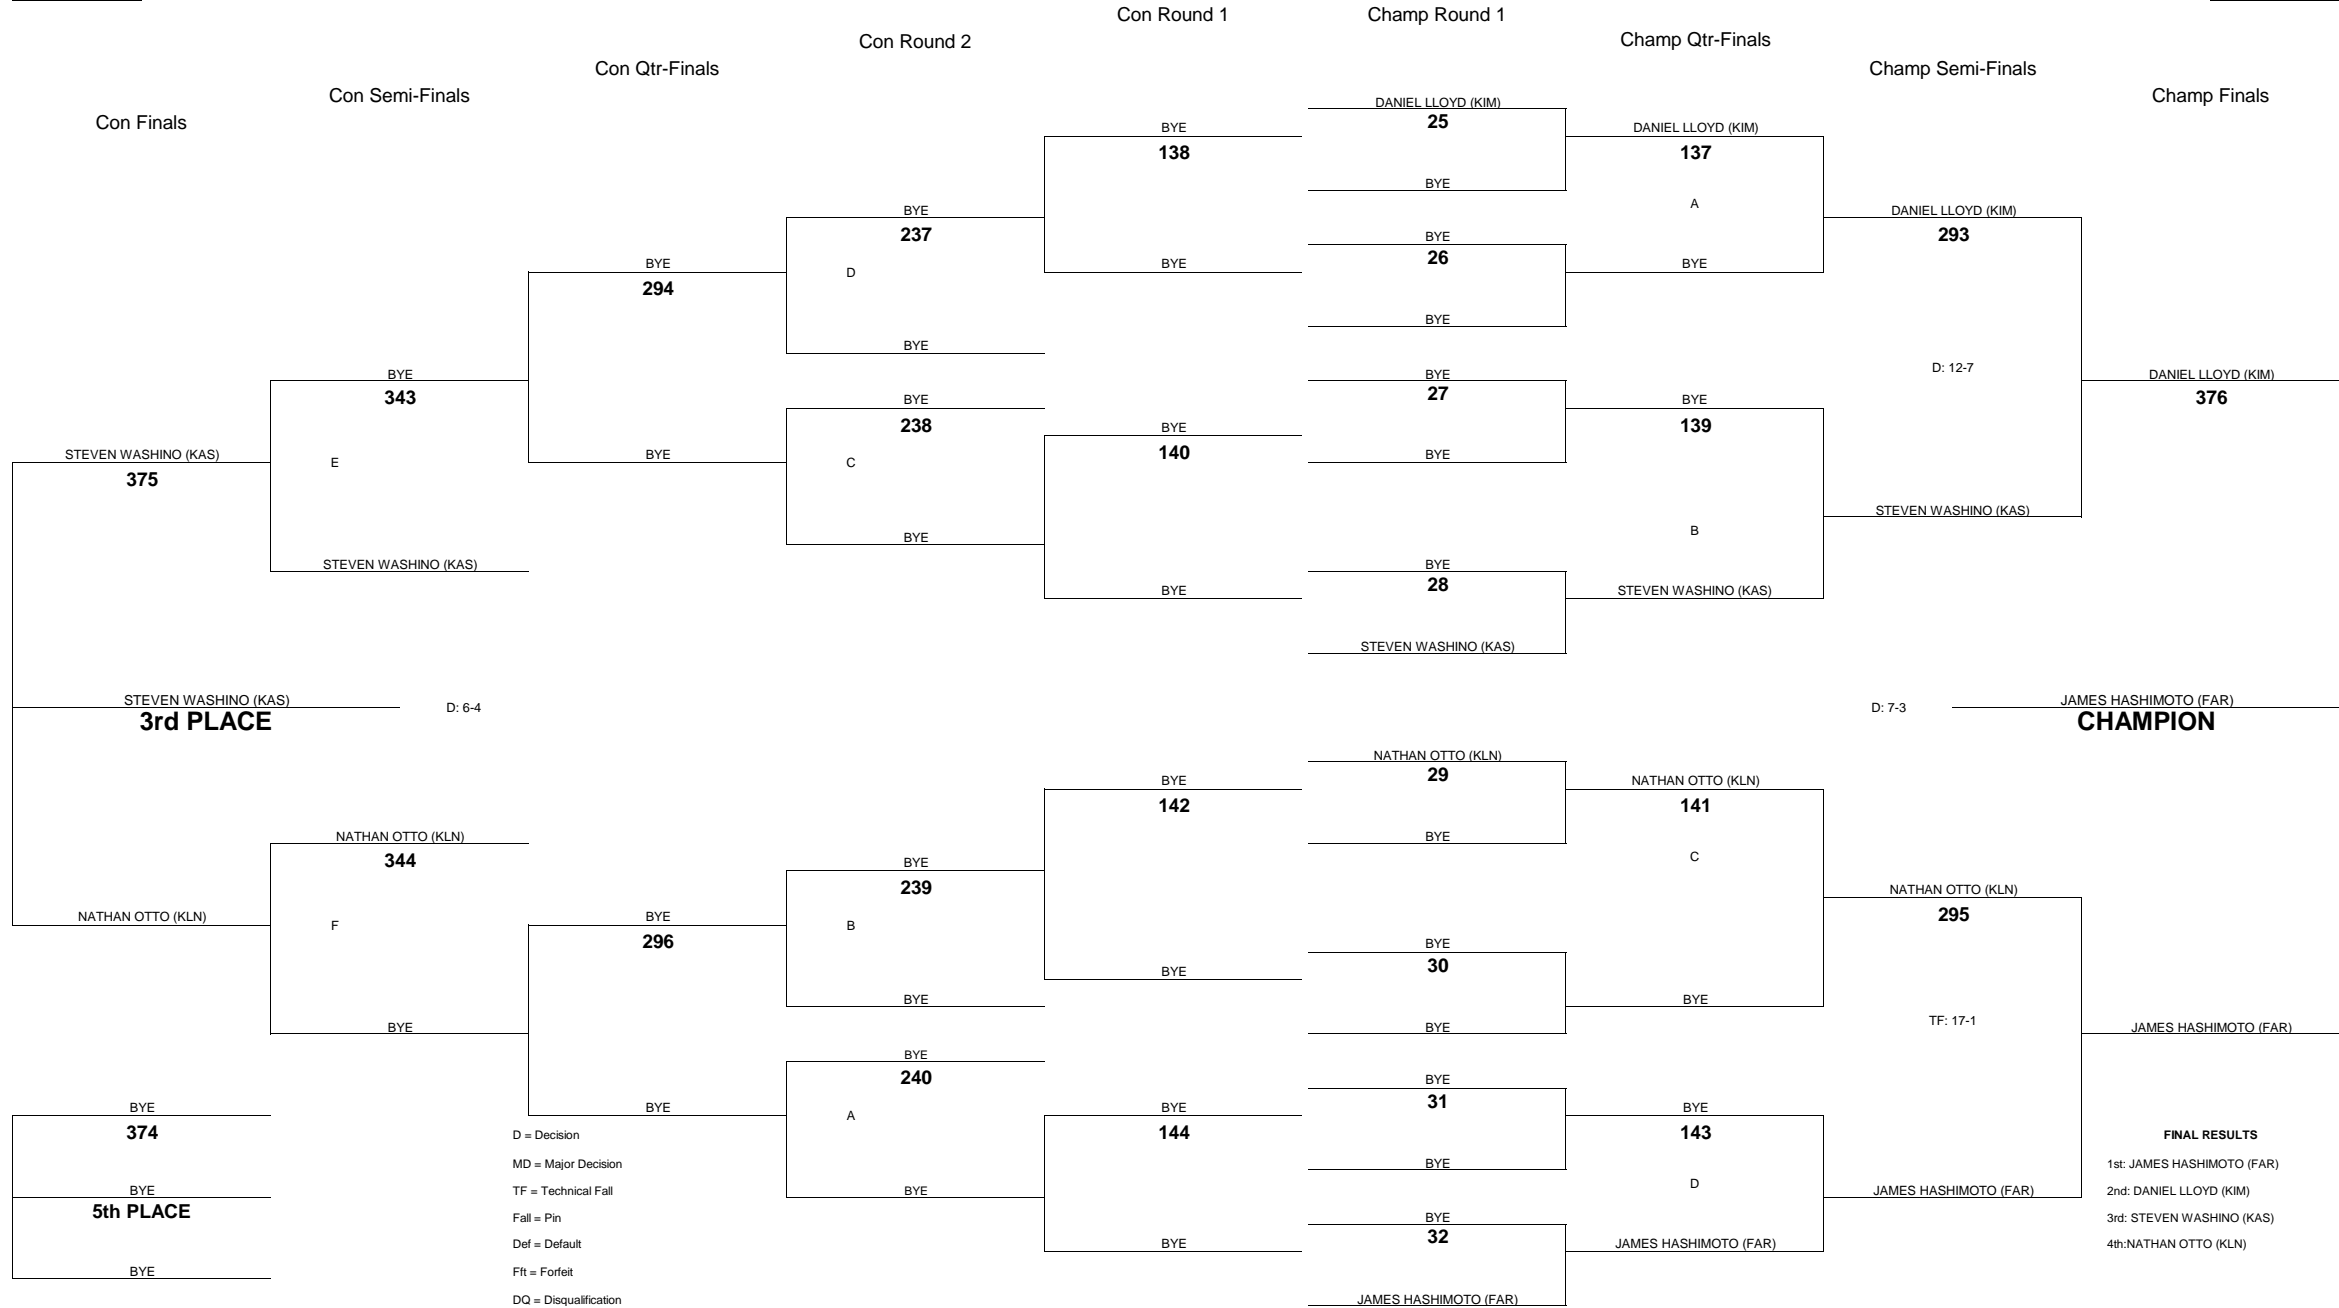 Con Round 1
Champ Round 1
Con Round 2
Champ Qtr-Finals
Con Qtr-Finals
Champ Semi-Finals
Con Semi-Finals
Champ Finals
Con Finals
DANIEL LLOYD (KIM)
25
BYE
138
DANIEL LLOYD (KIM)
137
BYE
A
BYE
237
DANIEL LLOYD (KIM)
293
BYE
26
BYE
294
D
BYE
BYE
BYE
BYE
D: 12-7
BYE
343
BYE
27
DANIEL LLOYD (KIM)
376
BYE
238
BYE
139
BYE
140
STEVEN WASHINO (KAS)
375
E
BYE
C
BYE
STEVEN WASHINO (KAS)
BYE
B
STEVEN WASHINO (KAS)
BYE
28
BYE
STEVEN WASHINO (KAS)
STEVEN WASHINO (KAS)
STEVEN WASHINO (KAS)
3rd PLACE
D: 6-4
D: 7-3
JAMES HASHIMOTO (FAR)
CHAMPION
NATHAN OTTO (KLN)
29
BYE
142
NATHAN OTTO (KLN)
141
NATHAN OTTO (KLN)
344
BYE
C
BYE
239
NATHAN OTTO (KLN)
295
NATHAN OTTO (KLN)
F
BYE
296
B
BYE
30
BYE
BYE
BYE
BYE
BYE
TF: 17-1
JAMES HASHIMOTO (FAR)
BYE
240
BYE
31
BYE
374
BYE
A
BYE
144
BYE
143
D = Decision
FINAL RESULTS
MD = Major Decision
BYE
1st: JAMES HASHIMOTO (FAR)
BYE
5th PLACE
TF = Technical Fall
BYE
D
JAMES HASHIMOTO (FAR)
2nd: DANIEL LLOYD (KIM)
Fall = Pin
BYE
32
3rd: STEVEN WASHINO (KAS)
Def = Default
BYE
JAMES HASHIMOTO (FAR)
4th:NATHAN OTTO (KLN)
BYE
Fft = Forfeit
DQ = Disqualification
JAMES HASHIMOTO (FAR)